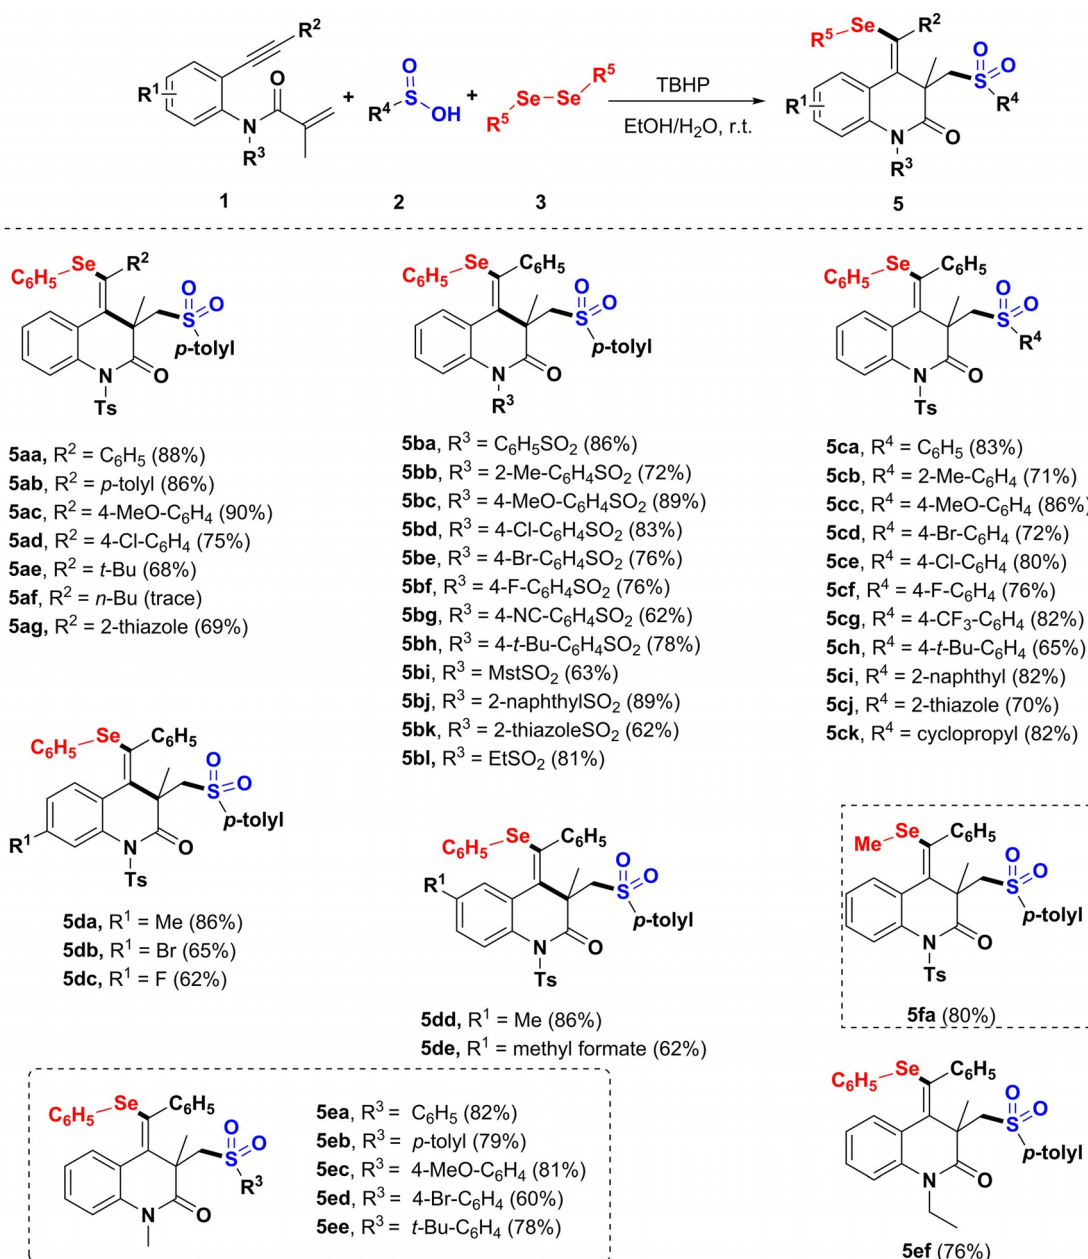 R²
R¹
O
N
R³
+
O
S
R⁴
OH
+
R⁵
Se
Se
R⁵
TBHP
EtOH/H₂O, r.t.
R⁵
Se
R²
O
S
O
R⁴
R¹
N
O
R³
1
2
3
5
C₆H₅
Se
R²
O
S
O
p-tolyl
N
O
Ts
5aa, R² = C₆H₅ (88%)
5ab, R² = p-tolyl (86%)
5ac, R² = 4-MeO-C₆H₄ (90%)
5ad, R² = 4-Cl-C₆H₄ (75%)
5ae, R² = t-Bu (68%)
5af, R² = n-Bu (trace)
5ag, R² = 2-thiazole (69%)
C₆H₅
Se
C₆H₅
O
S
O
p-tolyl
N
O
R³
5ba, R³ = C₆H₅SO₂ (86%)
5bb, R³ = 2-Me-C₆H₄SO₂ (72%)
5bc, R³ = 4-MeO-C₆H₄SO₂ (89%)
5bd, R³ = 4-Cl-C₆H₄SO₂ (83%)
5be, R³ = 4-Br-C₆H₄SO₂ (76%)
5bf, R³ = 4-F-C₆H₄SO₂ (76%)
5bg, R³ = 4-NC-C₆H₄SO₂ (62%)
5bh, R³ = 4-t-Bu-C₆H₄SO₂ (78%)
5bi, R³ = MstSO₂ (63%)
5bj, R³ = 2-naphthylSO₂ (89%)
5bk, R³ = 2-thiazoleSO₂ (62%)
5bl, R³ = EtSO₂ (81%)
C₆H₅
Se
C₆H₅
O
S
O
R⁴
N
O
Ts
5ca, R⁴ = C₆H₅ (83%)
5cb, R⁴ = 2-Me-C₆H₄ (71%)
5cc, R⁴ = 4-MeO-C₆H₄ (86%)
5cd, R⁴ = 4-Br-C₆H₄ (72%)
5ce, R⁴ = 4-Cl-C₆H₄ (80%)
5cf, R⁴ = 4-F-C₆H₄ (76%)
5cg, R⁴ = 4-CF₃-C₆H₄ (82%)
5ch, R⁴ = 4-t-Bu-C₆H₄ (65%)
5ci, R⁴ = 2-naphthyl (82%)
5cj, R⁴ = 2-thiazole (70%)
5ck, R⁴ = cyclopropyl (82%)
C₆H₅
Se
C₆H₅
O
S
O
p-tolyl
R¹
N
O
Ts
5da, R¹ = Me (86%)
5db, R¹ = Br (65%)
5dc, R¹ = F (62%)
C₆H₅
Se
C₆H₅
O
S
O
p-tolyl
R¹
N
O
Ts
5dd, R¹ = Me (86%)
5de, R¹ = methyl formate (62%)
Me
Se
C₆H₅
O
S
O
p-tolyl
N
O
Ts
5fa (80%)
C₆H₅
Se
C₆H₅
O
S
O
R³
N
O
5ea, R³ = C₆H₅ (82%)
5eb, R³ = p-tolyl (79%)
5ec, R³ = 4-MeO-C₆H₄ (81%)
5ed, R³ = 4-Br-C₆H₄ (60%)
5ee, R³ = t-Bu-C₆H₄ (78%)
C₆H₅
Se
C₆H₅
O
S
O
p-tolyl
N
O
5ef (76%)